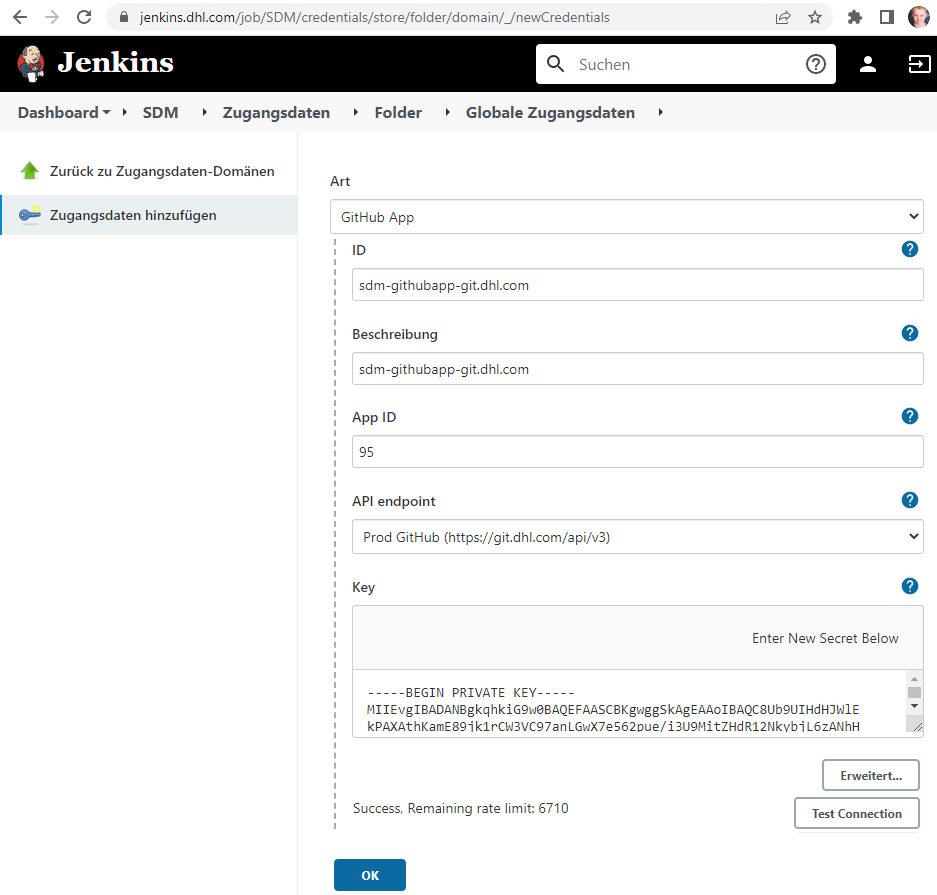 jenkins.dhl.com/job/SDM/credentials/store/folder/domain/_/newCredentials
Jenkins
Suchen
Dashboard
SDM
Zugangsdaten
Folder
Globale Zugangsdaten
Zurück zu Zugangsdaten-Domänen
Zugangsdaten hinzufügen
Art
GitHub App
ID
sdm-githubapp-git.dhl.com
Beschreibung
sdm-githubapp-git.dhl.com
App ID
95
API endpoint
Prod GitHub (https://git.dhl.com/api/v3)
Key
Enter New Secret Below
-----BEGIN PRIVATE KEY-----
MIIEvgIBADANBgkqhkiG9w0BAQEFAASCBKgwggSkAgEAAoIBAQC8Ub9UIHdHJWlE
Erweitert...
Success, Remaining rate limit: 6710
Test Connection
OK